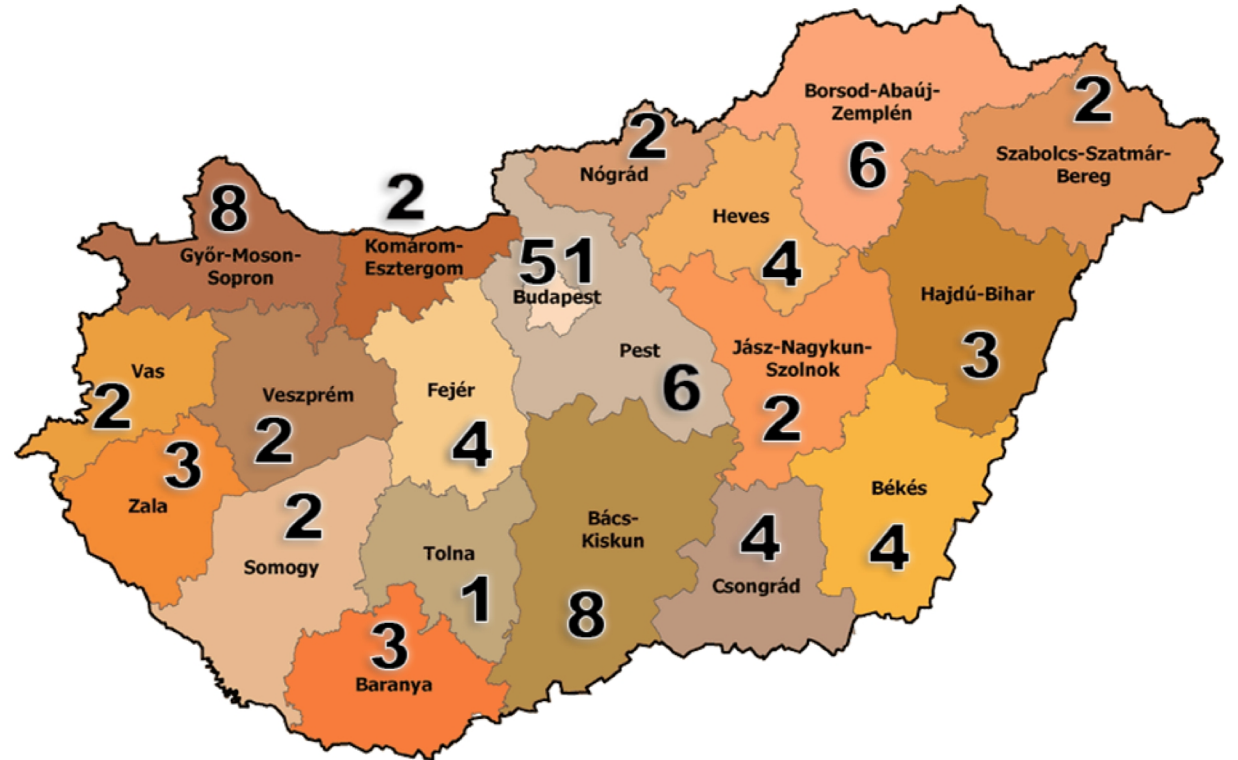 Borsod-Abaúj-
Zemplén
6
2
Szabolcs-Szatmár-
Bereg
2
Nógrád
Heves
4
8
Győr-Moson-
Sopron
2
Komárom-
Esztergom
51
Budapest
Hajdú-Bihar
3
Pest
6
Jász-Nagykun-
Szolnok
2
Vas
2
Veszprém
2
Fejér
4
3
Zala
2
Somogy
Tolna
1
Bács-
Kiskun
8
4
Csongrád
Békés
4
3
Baranya